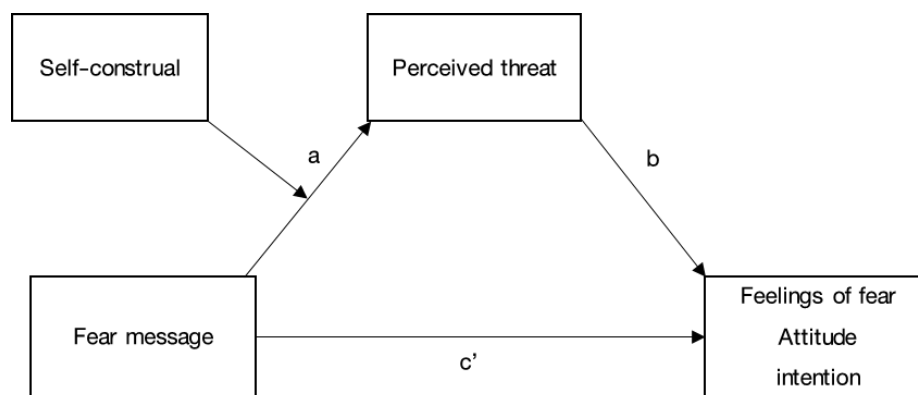 Self-construal
Perceived threat
a
b
Fear message
c’
Feelings of fear
Attitude
intention